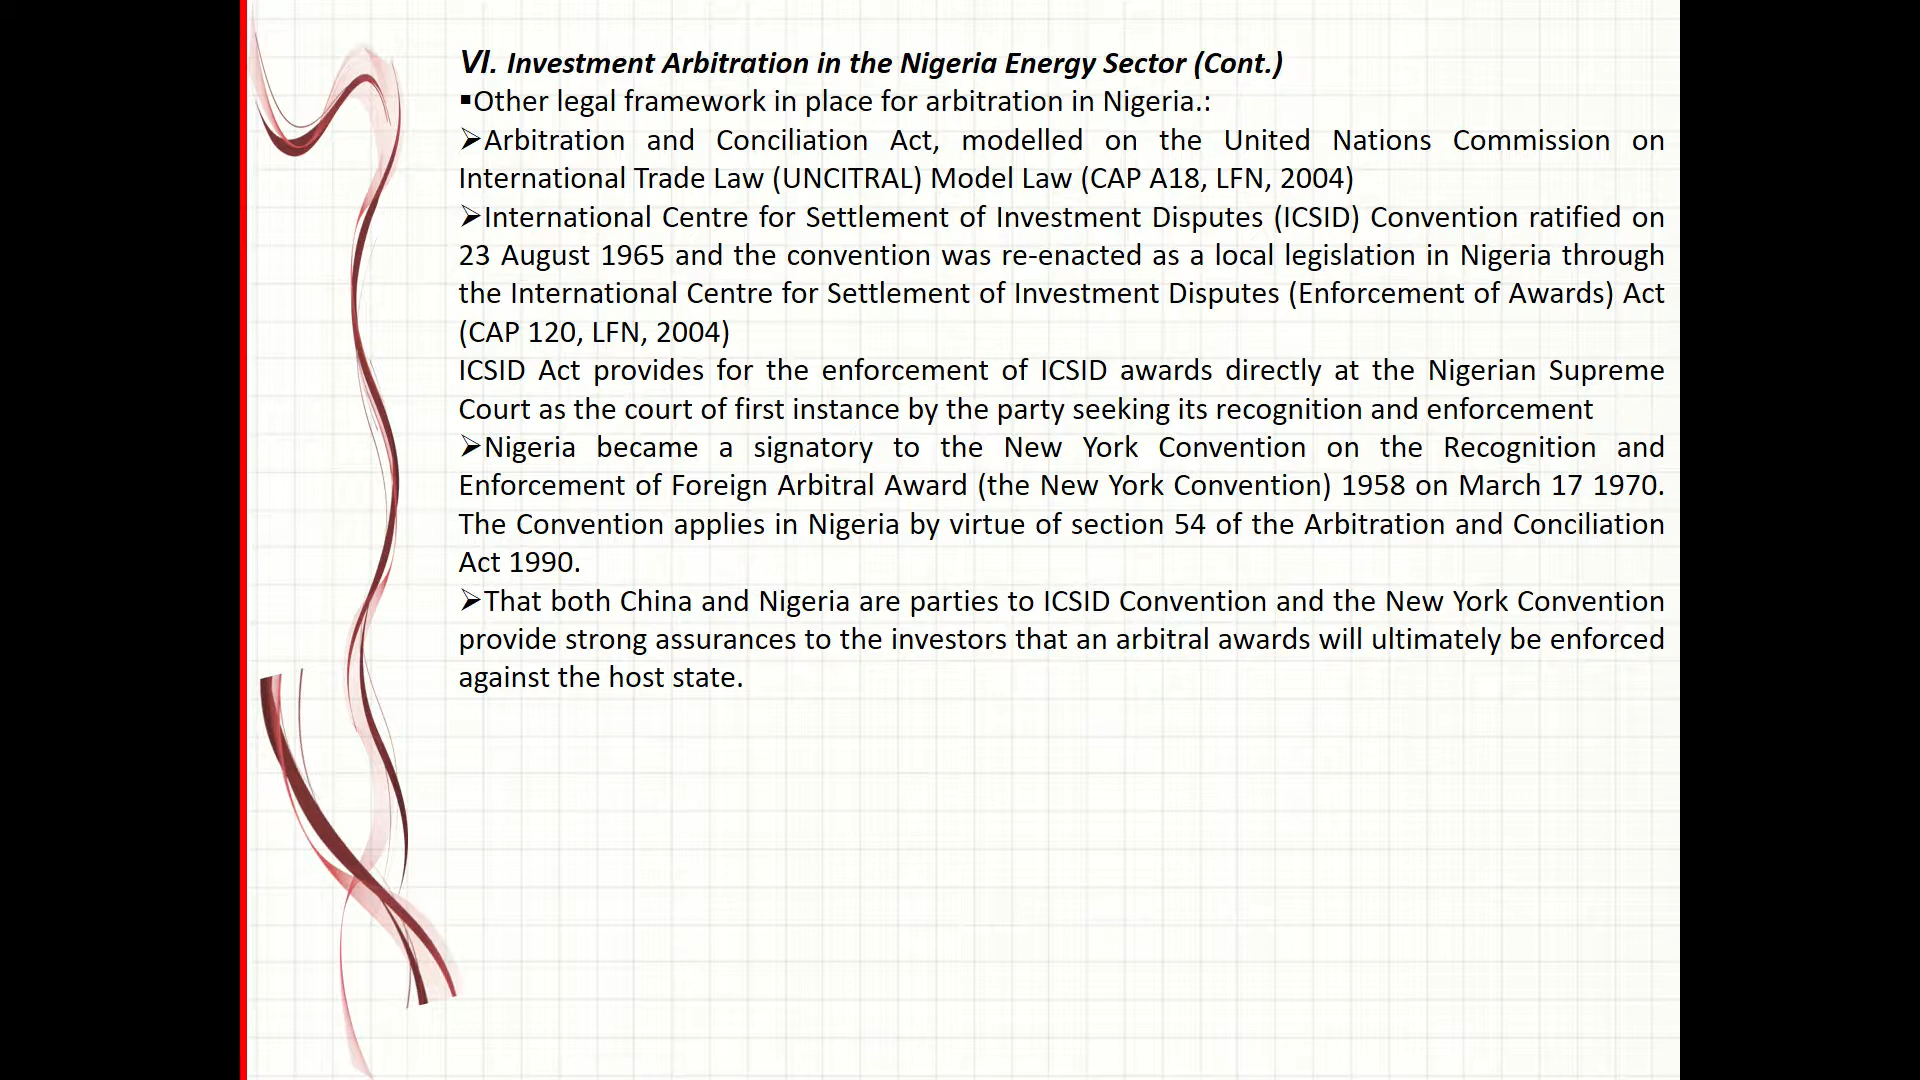 VI. Investment Arbitration in the Nigeria Energy Sector (Cont.)
▪Other legal framework in place for arbitration in Nigeria.:
➢Arbitration and Conciliation Act, modelled on the United Nations Commission on
International Trade Law (UNCITRAL) Model Law (CAP A18, LFN, 2004)
➢International Centre for Settlement of Investment Disputes (ICSID) Convention ratified on
23 August 1965 and the convention was re-enacted as a local legislation in Nigeria through
the International Centre for Settlement of Investment Disputes (Enforcement of Awards) Act
(CAP 120, LFN, 2004)
ICSID Act provides for the enforcement of ICSID awards directly at the Nigerian Supreme
Court as the court of first instance by the party seeking its recognition and enforcement
➢Nigeria became a signatory to the New York Convention on the Recognition and
Enforcement of Foreign Arbitral Award (the New York Convention) 1958 on March 17 1970.
The Convention applies in Nigeria by virtue of section 54 of the Arbitration and Conciliation
Act 1990.
➢That both China and Nigeria are parties to ICSID Convention and the New York Convention
provide strong assurances to the investors that an arbitral awards will ultimately be enforced
against the host state.